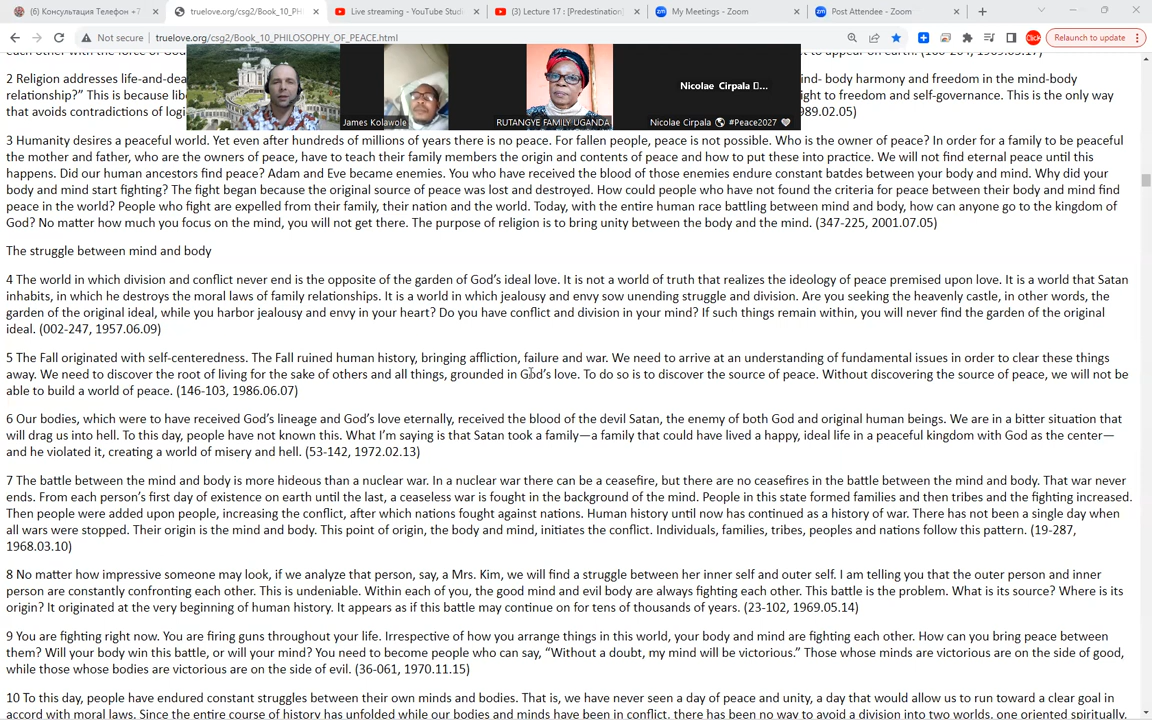 Консультация Телефон +7
truelove.org/csg2/Book_10_PH
Live streaming - YouTube Studio
(3) Lecture 17 : [Predestination]
My Meetings - Zoom
Post Attendee - Zoom
Not secure truelove.org/csg2/Book_10_PHILOSOPHY_OF_PEACE.html
Click
Relaunch to update
2 Religion addresses life-and-dea ind- body harmony and freedom in the mind-body
relationship?” This is because lib ight to freedom and self-governance. This is the only way
that avoids contradictions of logi 989.02.05)
James Kolawole
RUTANGYE FAMILY UGANDA
Nicolae Cirpala
Nicolae Cirpala #Peace2027
3 Humanity desires a peaceful world. Yet even after hundreds of millions of years there is no peace. For fallen people, peace is not possible. Who is the owner of peace? In order for a family to be peaceful
the mother and father, who are the owners of peace, have to teach their family members the origin and contents of peace and how to put these into practice. We will not find eternal peace until this
happens. Did our human ancestors find peace? Adam and Eve became enemies. You who have received the blood of those enemies endure constant batdes between your body and mind. Why did your
body and mind start fighting? The fight began because the original source of peace was lost and destroyed. How could people who have not found the criteria for peace between their body and mind find
peace in the world? People who fight are expelled from their family, their nation and the world. Today, with the entire human race battling between mind and body, how can anyone go to the kingdom of
God? No matter how much you focus on the mind, you will not get there. The purpose of religion is to bring unity between the body and the mind. (347-225, 2001.07.05)
The struggle between mind and body
4 The world in which division and conflict never end is the opposite of the garden of God’s ideal love. It is not a world of truth that realizes the ideology of peace premised upon love. It is a world that Satan
inhabits, in which he destroys the moral laws of family relationships. It is a world in which jealousy and envy sow unending struggle and division. Are you seeking the heavenly castle, in other words, the
garden of the original ideal, while you harbor jealousy and envy in your heart? Do you have conflict and division in your mind? If such things remain within, you will never find the garden of the original
ideal. (002-247, 1957.06.09)
5 The Fall originated with self-centeredness. The Fall ruined human history, bringing affliction, failure and war. We need to arrive at an understanding of fundamental issues in order to clear these things
away. We need to discover the root of living for the sake of others and all things, grounded in God’s love. To do so is to discover the source of peace. Without discovering the source of peace, we will not be
able to build a world of peace. (146-103, 1986.06.07)
6 Our bodies, which were to have received God’s lineage and God’s love eternally, received the blood of the devil Satan, the enemy of both God and original human beings. We are in a bitter situation that
will drag us into hell. To this day, people have not known this. What I’m saying is that Satan took a family—a family that could have lived a happy, ideal life in a peaceful kingdom with God as the center—
and he violated it, creating a world of misery and hell. (53-142, 1972.02.13)
7 The battle between the mind and body is more hideous than a nuclear war. In a nuclear war there can be a ceasefire, but there are no ceasefires in the battle between the mind and body. That war never
ends. From each person’s first day of existence on earth until the last, a ceaseless war is fought in the background of the mind. People in this state formed families and then tribes and the fighting increased.
Then people were added upon people, increasing the conflict, after which nations fought against nations. Human history until now has continued as a history of war. There has not been a single day when
all wars were stopped. Their origin is the mind and body. This point of origin, the body and mind, initiates the conflict. Individuals, families, tribes, peoples and nations follow this pattern. (19-287,
1968.03.10)
8 No matter how impressive someone may look, if we analyze that person, say, a Mrs. Kim, we will find a struggle between her inner self and outer self. I am telling you that the outer person and inner
person are constantly confronting each other. This is undeniable. Within each of you, the good mind and evil body are always fighting each other. This battle is the problem. What is its source? Where is its
origin? It originated at the very beginning of human history. It appears as if this battle may continue on for tens of thousands of years. (23-102, 1969.05.14)
9 You are fighting right now. You are firing guns throughout your life. Irrespective of how you arrange things in this world, your body and mind are fighting each other. How can you bring peace between
them? Will your body win this battle, or will your mind? You need to become people who can say, “Without a doubt, my mind will be victorious.” Those whose minds are victorious are on the side of good,
while those whose bodies are victorious are on the side of evil. (36-061, 1970.11.15)
10 To this day, people have endured constant struggles between their own minds and bodies. That is, we have never seen a day of peace and unity, a day that would allow us to run toward a clear goal in
accord with moral laws. Since the entire course of history has unfolded while our bodies and minds have been in conflict, there has been no way to avoid a division into two worlds, one oriented spiritually,